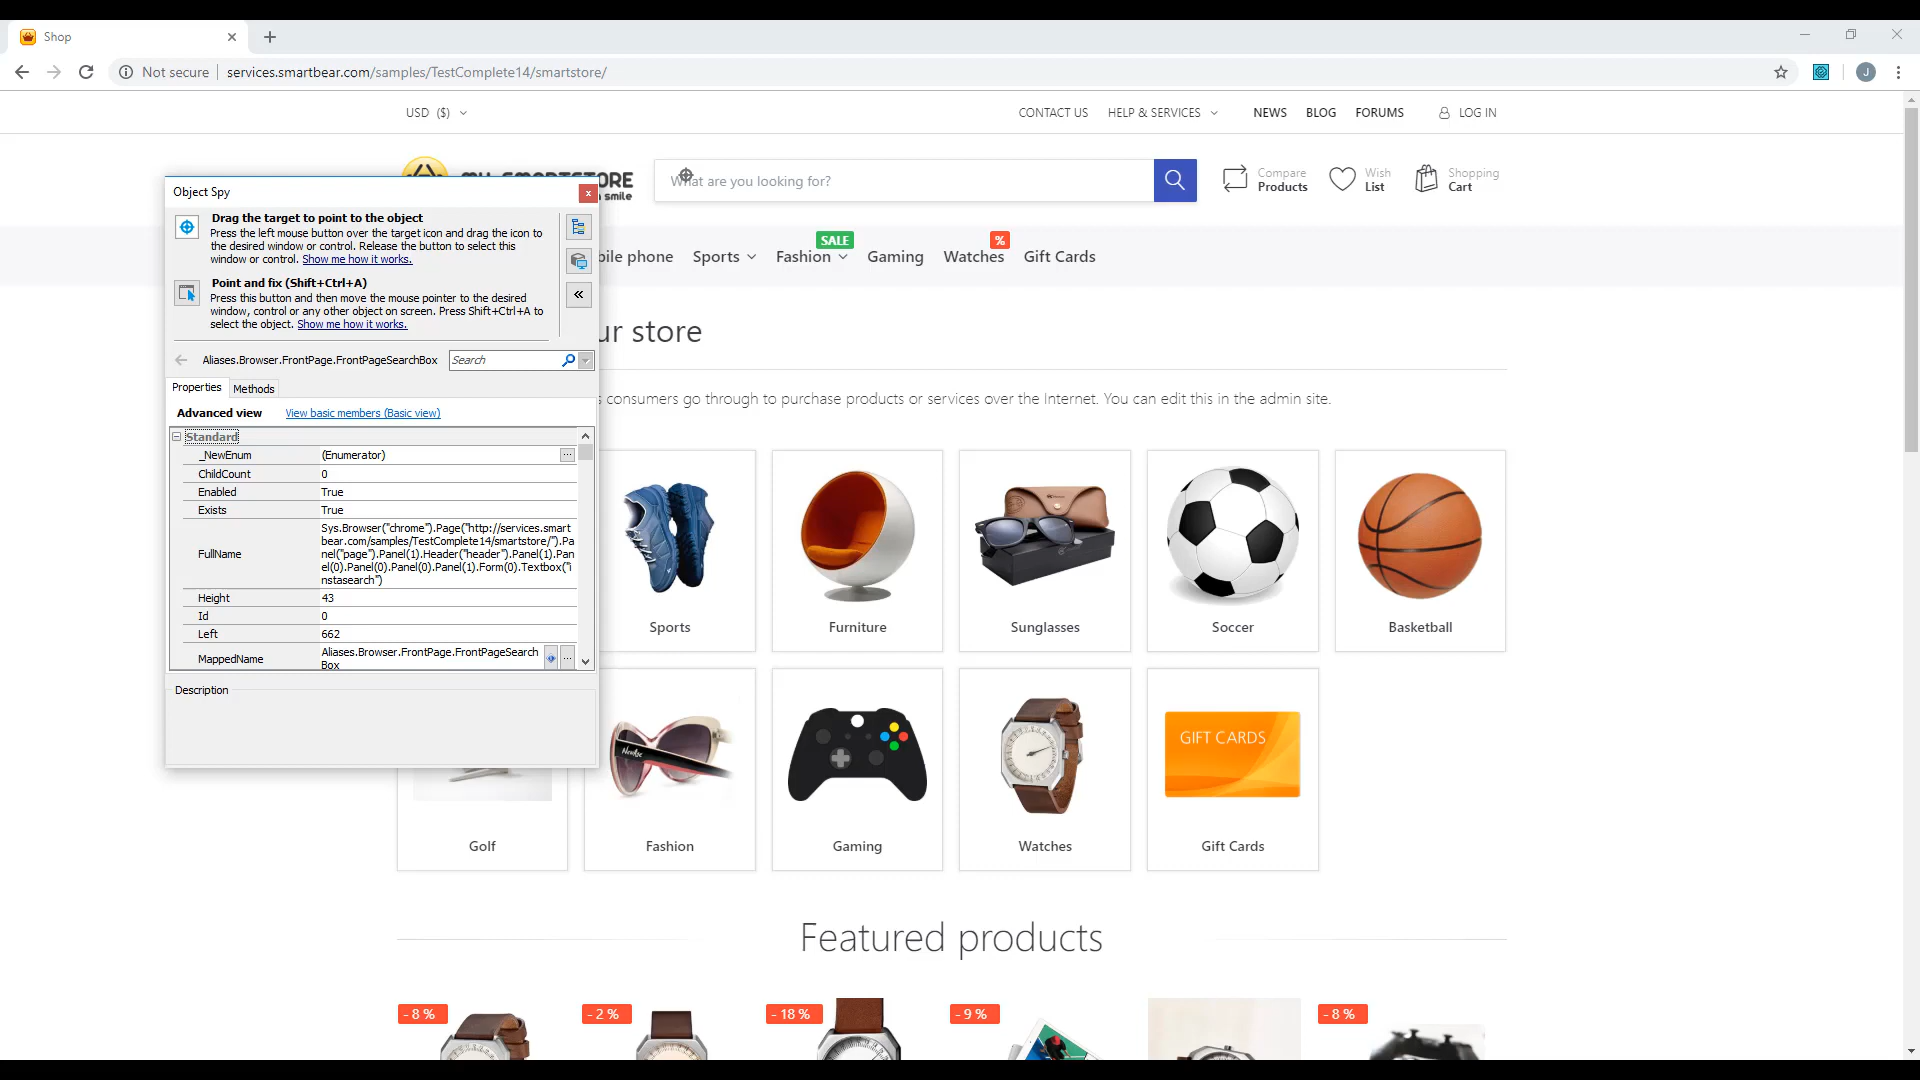 Shop
Not secure
services.smartbear.com/samples/TestComplete14/smartstore/
J
USD ($)
CONTACT US
HELP & SERVICES
NEWS
BLOG
FORUMS
LOG IN
MY SMARTSTORE
smile
What are you looking for?
Compare
Products
Wish
List
Shopping
Cart
SALE
%
bile phone
Sports
Fashion
Gaming
Watches
Gift Cards
Object Spy
x
Drag the target to point to the object
Press the left mouse button over the target icon and drag the icon to
the desired window or control. Release the button to select this
window or control. Show me how it works.
Point and fix (Shift+Ctrl+A)
Press this button and then move the mouse pointer to the desired
window, control or any other object on screen. Press Shift+Ctrl+A to
select the object. Show me how it works.
Aliases.Browser.FrontPage.FrontPageSearchBox
Search
Properties
Methods
Advanced view
View basic members (Basic view)
Standard
_NewEnum
(Enumerator)
ChildCount
0
Enabled
True
Exists
True
FullName
Sys.Browser("chrome").Page("http://services.smart
bear.com/samples/TestComplete14/smartstore/").Pa
nel("page").Panel(1).Header("header").Panel(1).Pan
el(0).Panel(0).Panel(0).Panel(1).Form(0).Textbox("i
nstasearch")
Height
43
Id
0
Left
662
MappedName
Aliases.Browser.FrontPage.FrontPageSearch
Box
Description
ur store
s consumers go through to purchase products or services over the Internet. You can edit this in the admin site.
Sports
Furniture
Sunglasses
Soccer
Basketball
GIFT CARDS
Golf
Fashion
Gaming
Watches
Gift Cards
Featured products
- 8 %
- 2 %
- 18 %
- 9 %
- 8 %